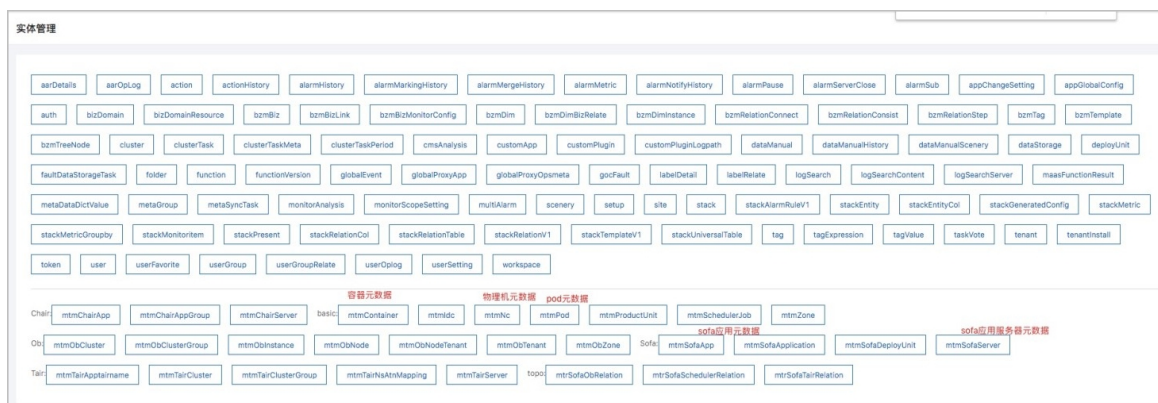 实体管理
aarDetails aarOpLog action actionHistory alarmHistory alarmMarkingHistory alarmMergeHistory alarmMetric alarmNotifyHistory alarmPause alarmServerClose alarmSub appChangeSetting appGlobalConfig
auth bizDomain bizDomainResource bzmBiz bzmBizLink bzmBizMonitorConfig bzmDim bzmDimBizRelate bzmDimInstance bzmRelationConnect bzmRelationConsist bzmRelationStep bzmTag bzmTemplate
bzmTreeNode cluster clusterTask clusterTaskMeta clusterTaskPeriod cmsAnalysis customApp customPlugin customPluginLogpath dataManual dataManualHistory dataManualScenery dataStorage deployUnit
faultDataStorageTask folder function functionVersion globalEvent globalProxyApp globalProxyOpsmeta gocFault labelDetail labelRelate logSearch logSearchContent logSearchServer maasFunctionResult
metaDataDictValue metaGroup metaSyncTask monitorAnalysis monitorScopeSetting multiAlarm scenery setup site stack stackAlarmRuleV1 stackEntity stackEntityCol stackGeneratedConfig stackMetric
stackMetricGroupby stackMonitoritem stackPresent stackRelationCol stackRelationTable stackRelationV1 stackTemplateV1 stackUniversalTable tag tagExpression tagValue taskVote tenant tenantInstall
token user userFavorite userGroup userGroupRelate userOplog userSetting workspace
容器元数据 物理机元数据 pod元数据
Chair: mtmChairApp mtmChairAppGroup mtmChairServer basic: mtmContainer mtmIdc mtmNc mtmPod mtmProductUnit mtmSchedulerJob mtmZone
sofa应用元数据 sofa应用服务器元数据
Ob: mtmObCluster mtmObClusterGroup mtmObInstance mtmObNode mtmObNodeTenant mtmObTenant mtmObZone Sofa: mtmSofaApp mtmSofaApplication mtmSofaDeployUnit mtmSofaServer
Tair: mtmTairApptairname mtmTairCluster mtmTairClusterGroup mtmTairNsAtnMapping mtmTairServer topo: mtrSofaObRelation mtrSofaSchedulerRelation mtrSofaTairRelation